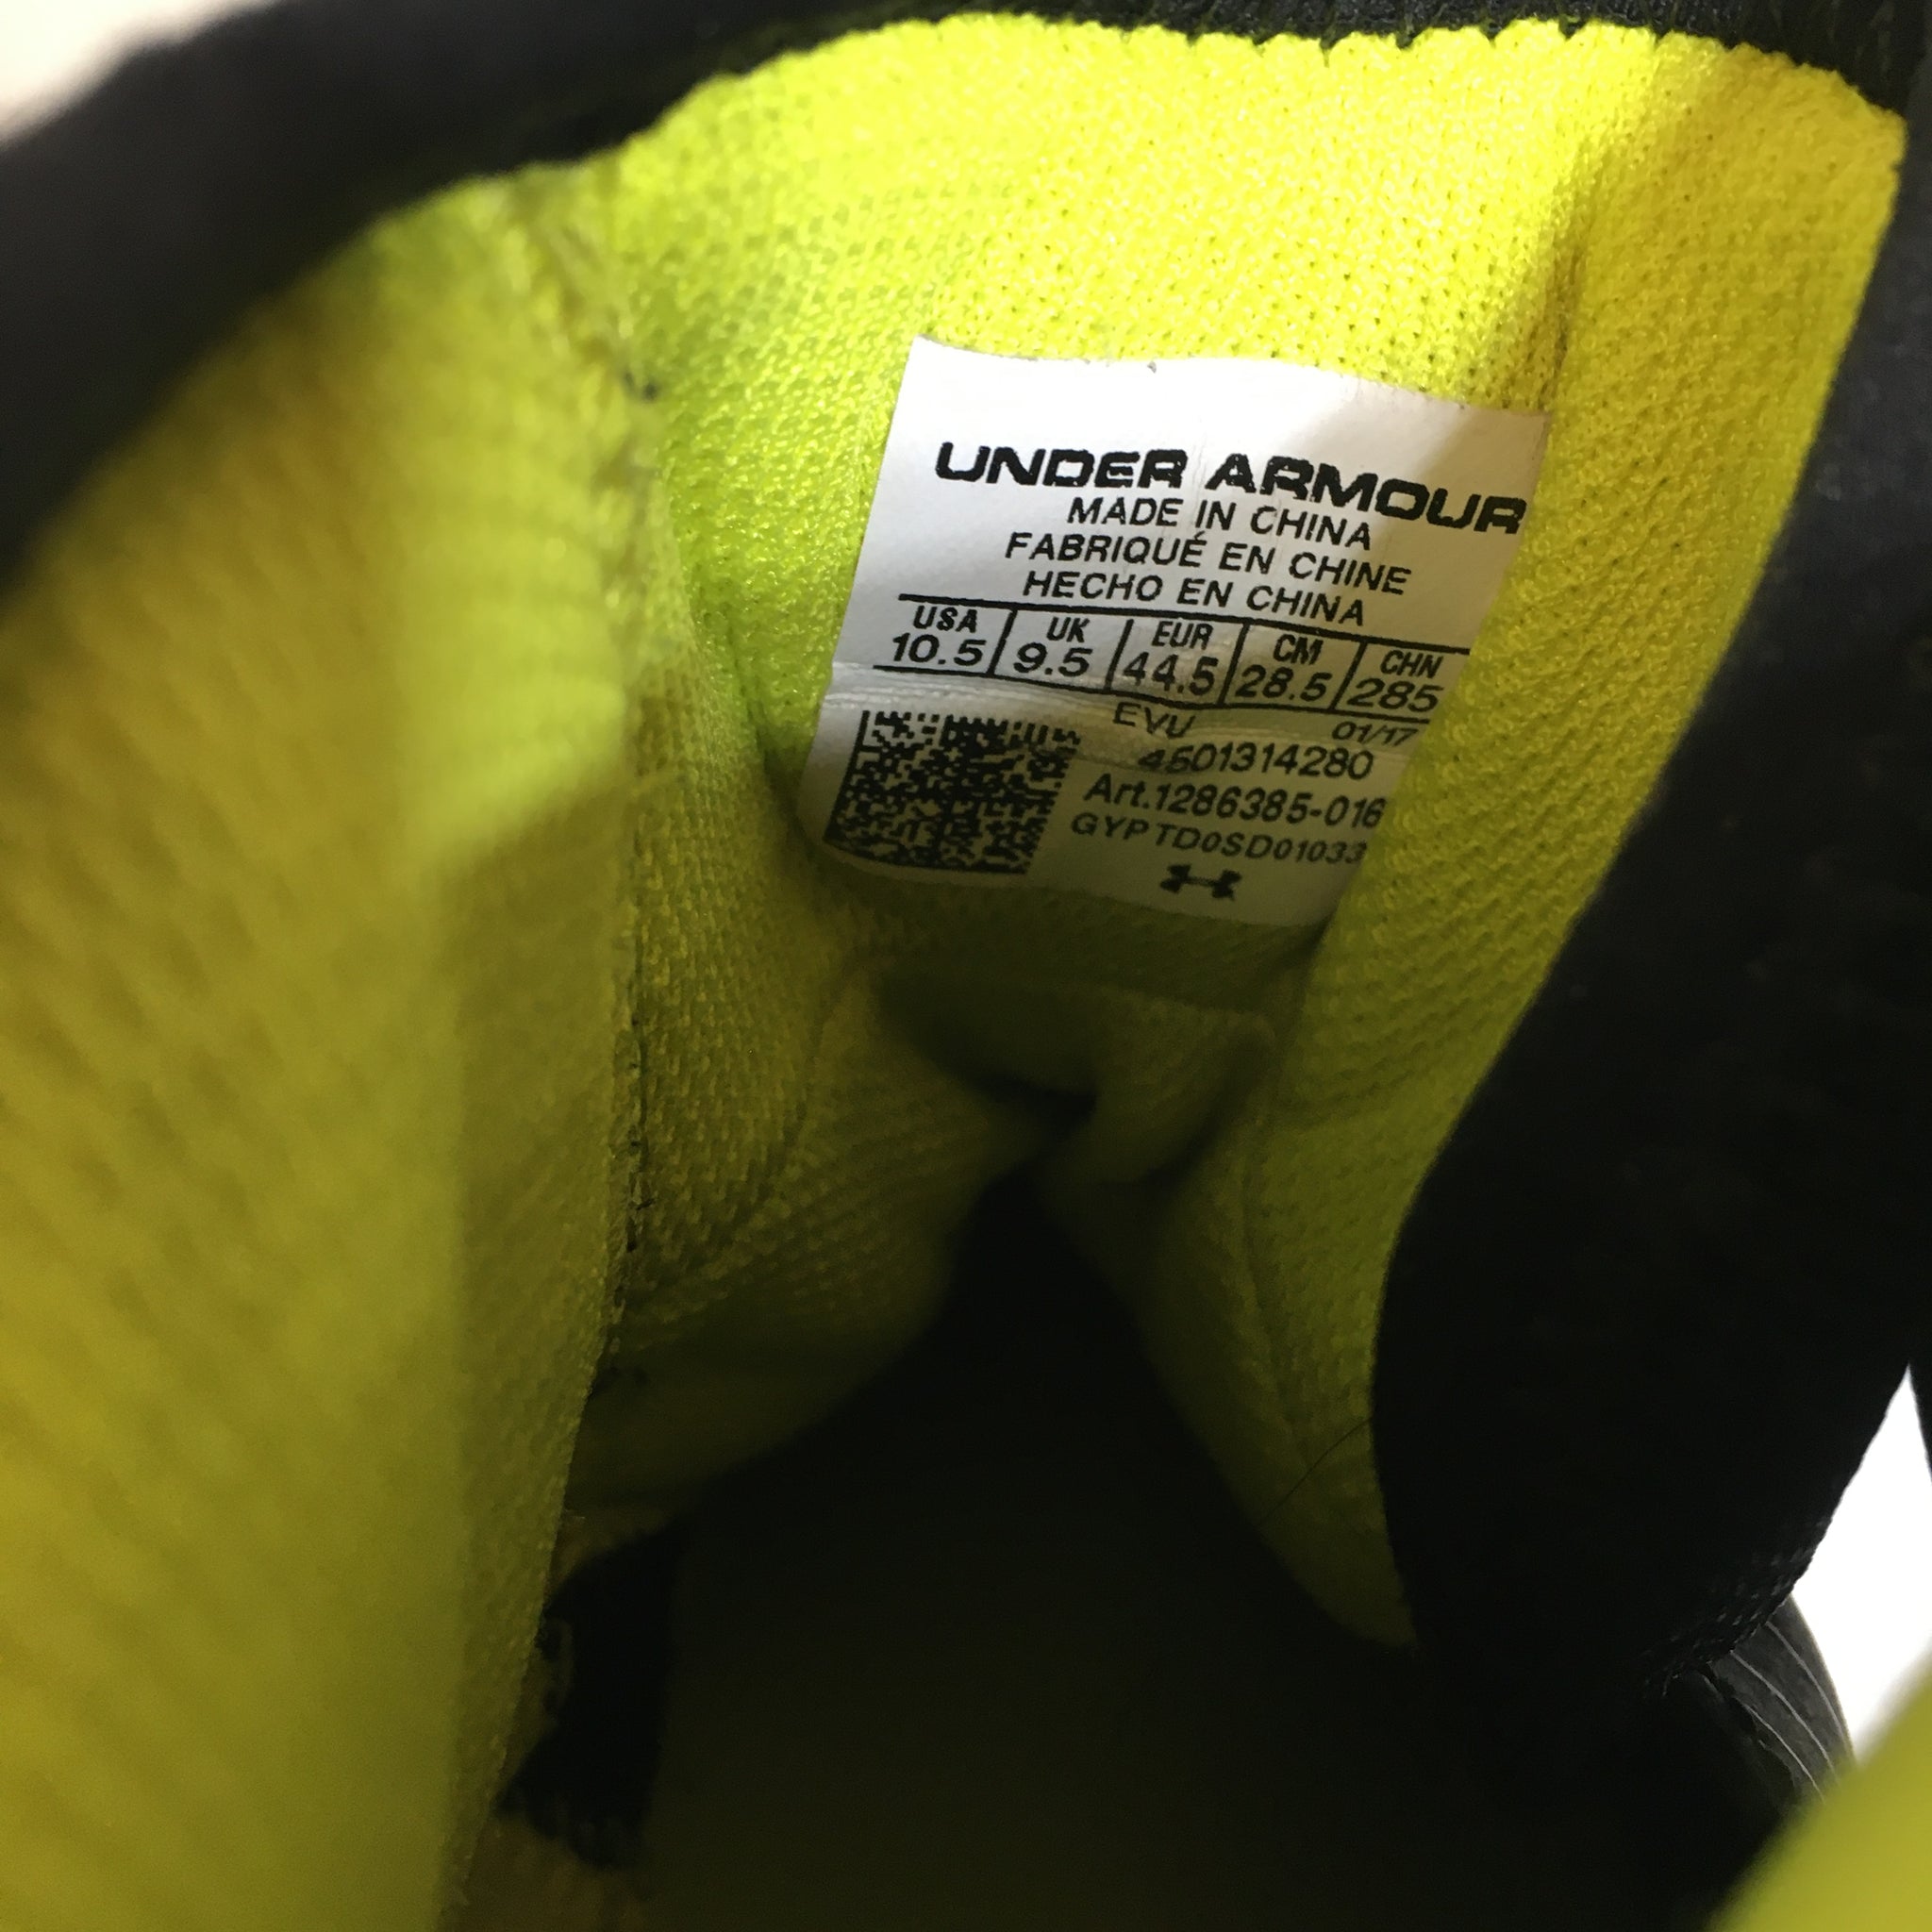 UNDER ARMOUR
MADE IN CHINA
FABRIQUÉ EN CHINE
HECHO EN CHINA
USA UK EUR CM CHN
10.5 9.5 44.5 28.5 285
EVU 01/17
4501314280
Art.1286385-016
GYPTD0SD01033